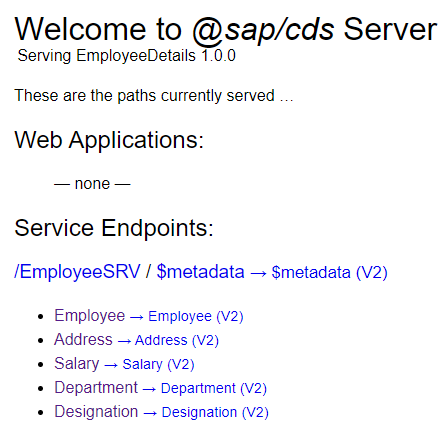 Welcome to @sap/cds Server
Serving EmployeeDetails 1.0.0
These are the paths currently served …
Web Applications:
— none —
Service Endpoints:
/EmployeeSRV / $metadata → $metadata (V2)
• Employee → Employee (V2)
• Address → Address (V2)
• Salary → Salary (V2)
• Department → Department (V2)
• Designation → Designation (V2)